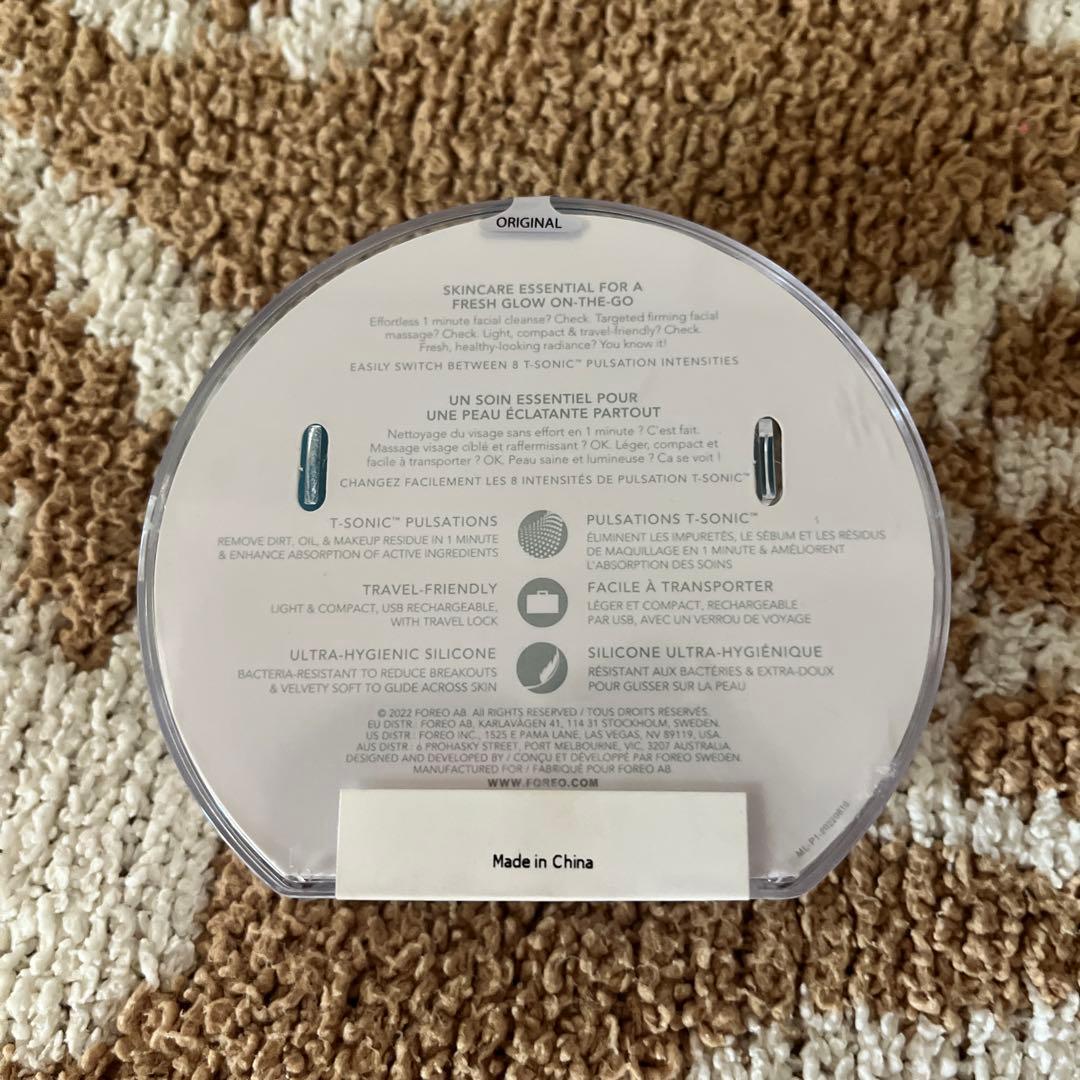 ORIGINAL
SKINCARE ESSENTIAL FOR A
FRESH GLOW ON-THE-GO
Effortless 1 minute facial cleanse? Check. Targeted firming facial
massage? Check. Light, compact & travel-friendly? Check.
Fresh, healthy-looking radiance? You know it!
EASILY SWITCH BETWEEN 8 T-SONIC™ PULSATION INTENSITIES
UN SOIN ESSENTIEL POUR
UNE PEAU ÉCLATANTE PARTOUT
Nettoyage du visage sans effort en 1 minute ? C'est fait.
Massage visage ciblé et raffermissant ? OK. Léger, compact et
facile à transporter ? OK. Peau saine et lumineuse ? Ca se voit !
CHANGEZ FACILEMENT LES 8 INTENSITÉS DE PULSATION T-SONIC™
T-SONIC™ PULSATIONS
REMOVE DIRT, OIL, & MAKEUP RESIDUE IN 1 MINUTE
& ENHANCE ABSORPTION OF ACTIVE INGREDIENTS
PULSATIONS T-SONIC™
ÉLIMINENT LES IMPURETÉS, LE SÉBUM ET LES RÉSIDUS
DE MAQUILLAGE EN 1 MINUTE & AMÉLIORENT
L'ABSORPTION DES SOINS
TRAVEL-FRIENDLY
LIGHT & COMPACT, USB RECHARGEABLE,
WITH TRAVEL LOCK
FACILE À TRANSPORTER
LÉGER ET COMPACT, RECHARGEABLE
PAR USB, AVEC UN VERROU DE VOYAGE
ULTRA-HYGIENIC SILICONE
BACTERIA-RESISTANT TO REDUCE BREAKOUTS
& VELVETY SOFT TO GLIDE ACROSS SKIN
SILICONE ULTRA-HYGIÉNIQUE
RÉSISTANT AUX BACTÉRIES & EXTRA-DOUX
POUR GLISSER SUR LA PEAU
© 2022 FOREO AB. All RIGHTS RESERVED / TOUS DROITS RÉSERVÉS.
EU DISTR.: FOREO AB, KARLAVÄGEN 41, 114 31 STOCKHOLM, SWEDEN.
US DISTR.: FOREO INC., 1525 E PAMA LANE, LAS VEGAS, NV 89119, USA.
AUS DISTR.: 6 PROHASKY STREET, PORT MELBOURNE, VIC, 3207 AUSTRALIA.
DESIGNED AND DEVELOPED BY / CONÇU ET DÉVELOPPÉ PAR FOREO SWEDEN.
MANUFACTURED FOR / FABRIQUÉ POUR FOREO AB.
WWW.FOREO.COM
Made in China